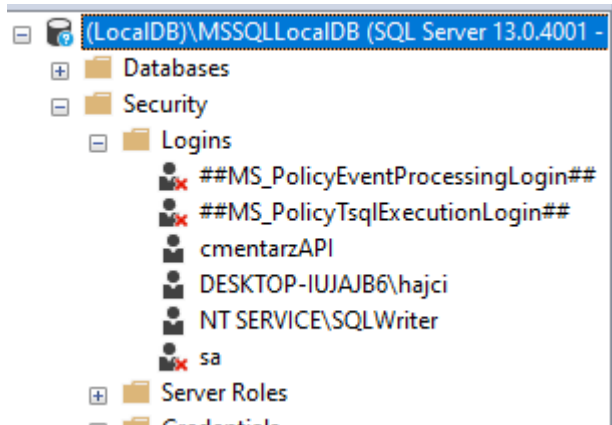 (LocalDB)\MSSQLLocalDB (SQL Server 13.0.4001 -
Databases
Security
Logins
##MS_PolicyEventProcessingLogin##
##MS_PolicyTsqlExecutionLogin##
cmentarzAPI
DESKTOP-IUJAJB6\hajci
NT SERVICE\SQLWriter
sa
Server Roles
Credentials